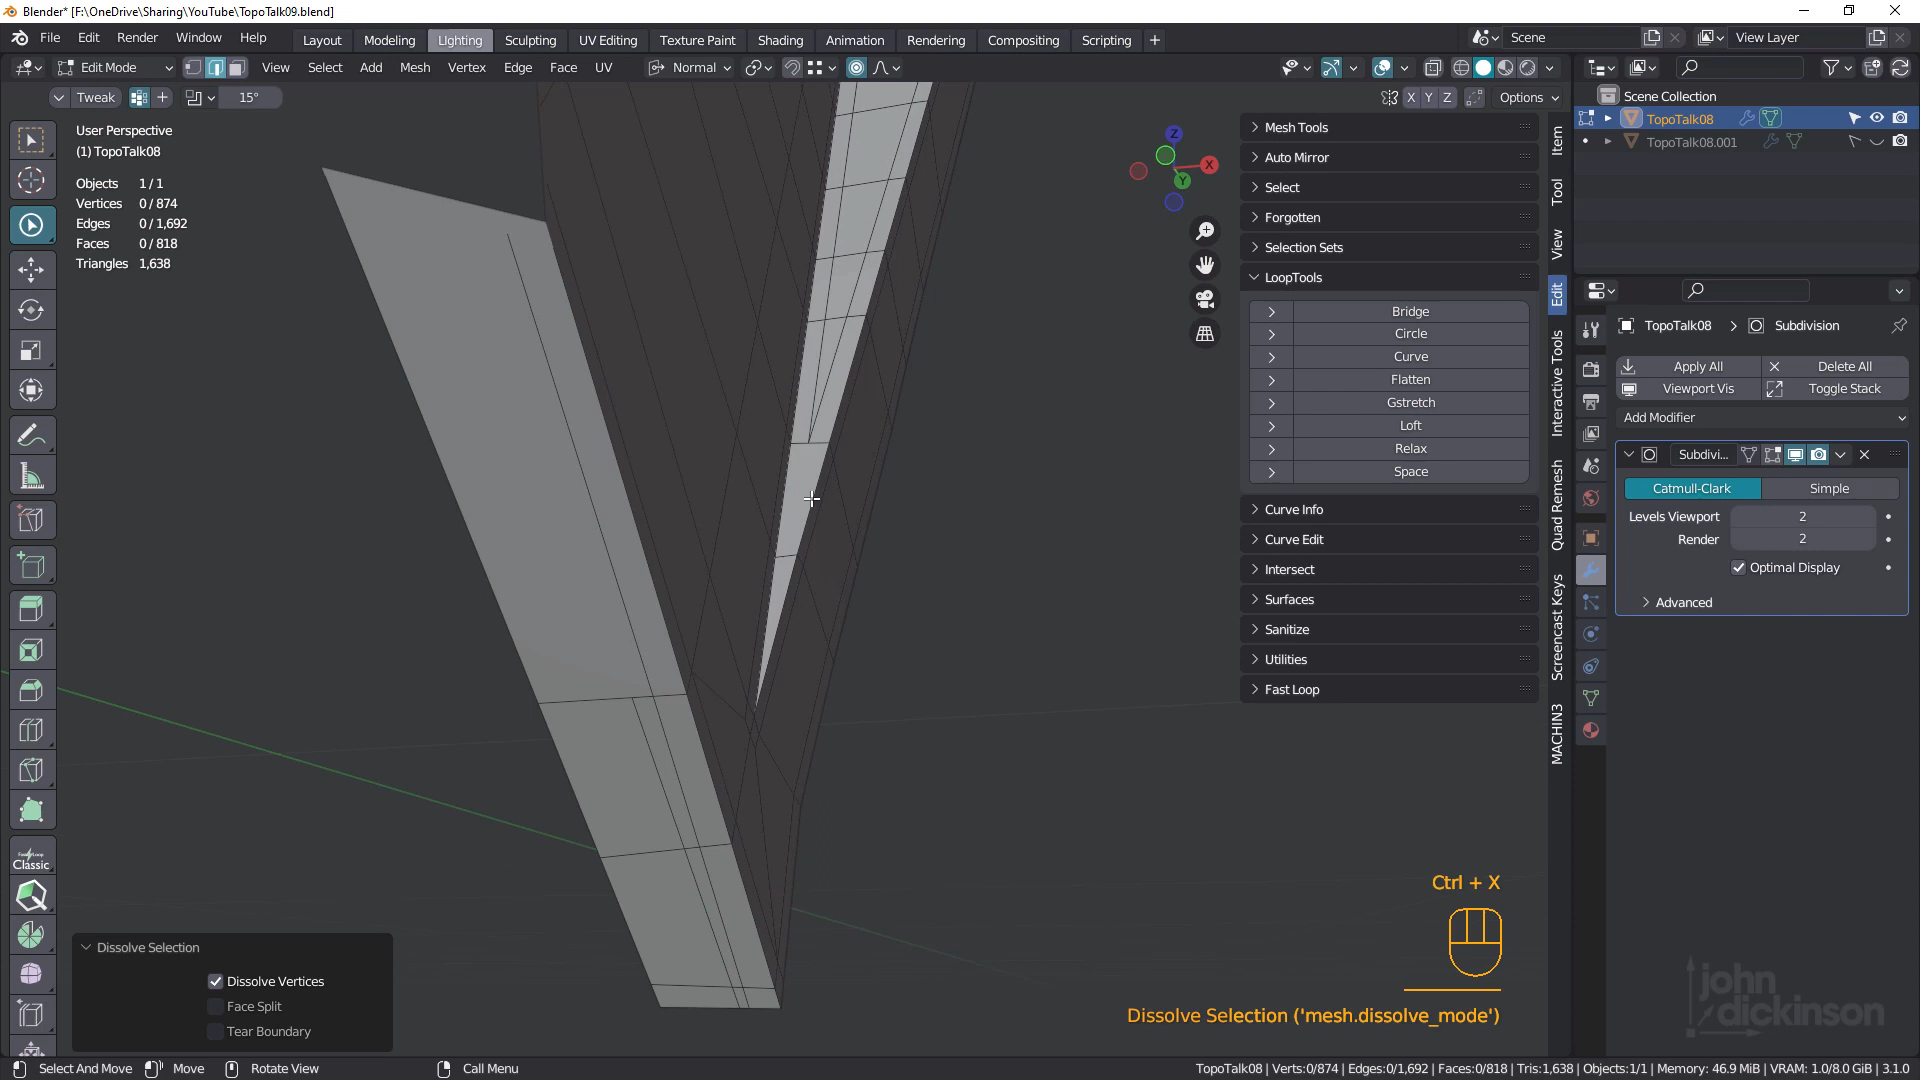 Blender* [F:\OneDrive\Sharing\YouTube\TopoTalk09.blend]
File Edit Render Window Help Layout Modeling Lighting Sculpting UV Editing Texture Paint Shading Animation Rendering Compositing Scripting + Scene View Layer
Edit Mode View Select Add Mesh Vertex Edge Face UV Normal
Tweak 15° X Y Z Options
Scene Collection
TopoTalk08
TopoTalk08.001
User Perspective
(1) TopoTalk08
Objects 1/1
Vertices 0/874
Edges 0/1,692
Faces 0/818
Triangles 1,638
Z
X
Y
Mesh Tools
Auto Mirror
Select
Forgotten
Selection Sets
LoopTools
Bridge
Circle
Curve
Flatten
Gstretch
Loft
Relax
Space
Curve Info
Curve Edit
Intersect
Surfaces
Sanitize
Utilities
Fast Loop
Item
Tool
View
Edit
Interactive Tools
Quad Remesh
Screencast Keys
MACHIN3
TopoTalk08 Subdivision
Apply All Delete All
Viewport Vis Toggle Stack
Add Modifier
Subdivi...
Catmull-Clark Simple
Levels Viewport 2
Render 2
Optimal Display
Advanced
Classic
Dissolve Selection
Dissolve Vertices
Face Split
Tear Boundary
Ctrl + X
Dissolve Selection ('mesh.dissolve_mode')
john
dickinson
Select And Move Move Rotate View Call Menu TopoTalk08 | Verts:0/874 | Edges:0/1,692 | Faces:0/818 | Tris:1,638 | Objects:1/1 | Memory: 46.9 MiB | VRAM: 1.0/8.0 GiB | 3.1.0